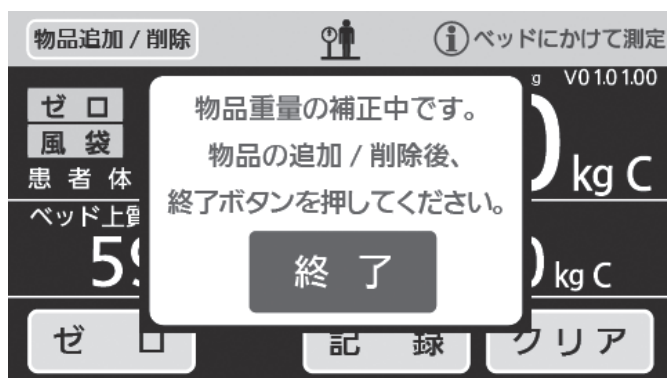 物品追加 / 削除
ベッドにかけて測定
g V01.01.00
ゼ ロ
風 袋
患 者 体
kg C
ベッド上質
5
kg C
物品重量の補正中です。
物品の追加 / 削除後、
終了ボタンを押してください。
終 了
ゼ ロ
記 録
クリア